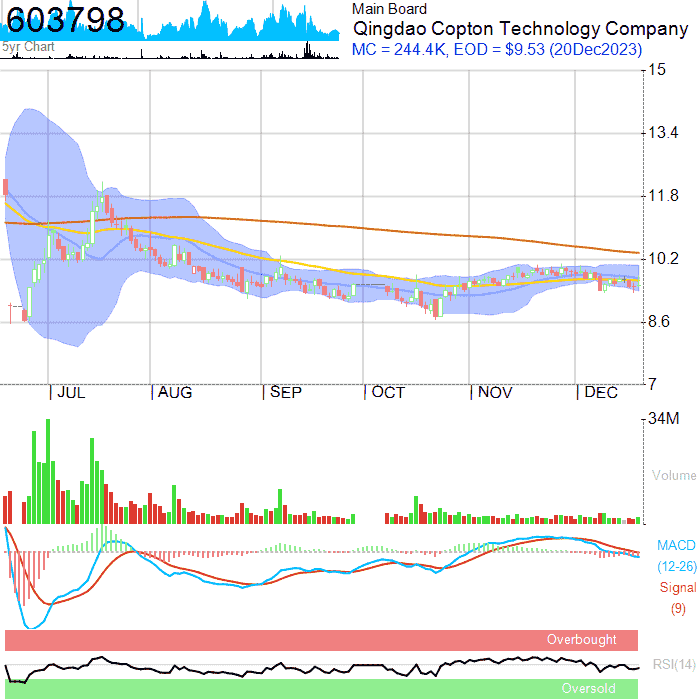 603798
5yr Chart
Main Board
Qingdao Copton Technology Company
MC = 244.4K, EOD = $9.53 (20Dec2023)
15
13.4
11.8
10.2
8.6
7
JUL AUG SEP OCT NOV DEC
34M
Volume
MACD
(12-26)
Signal
(9)
Overbought
RSI(14)
Oversold